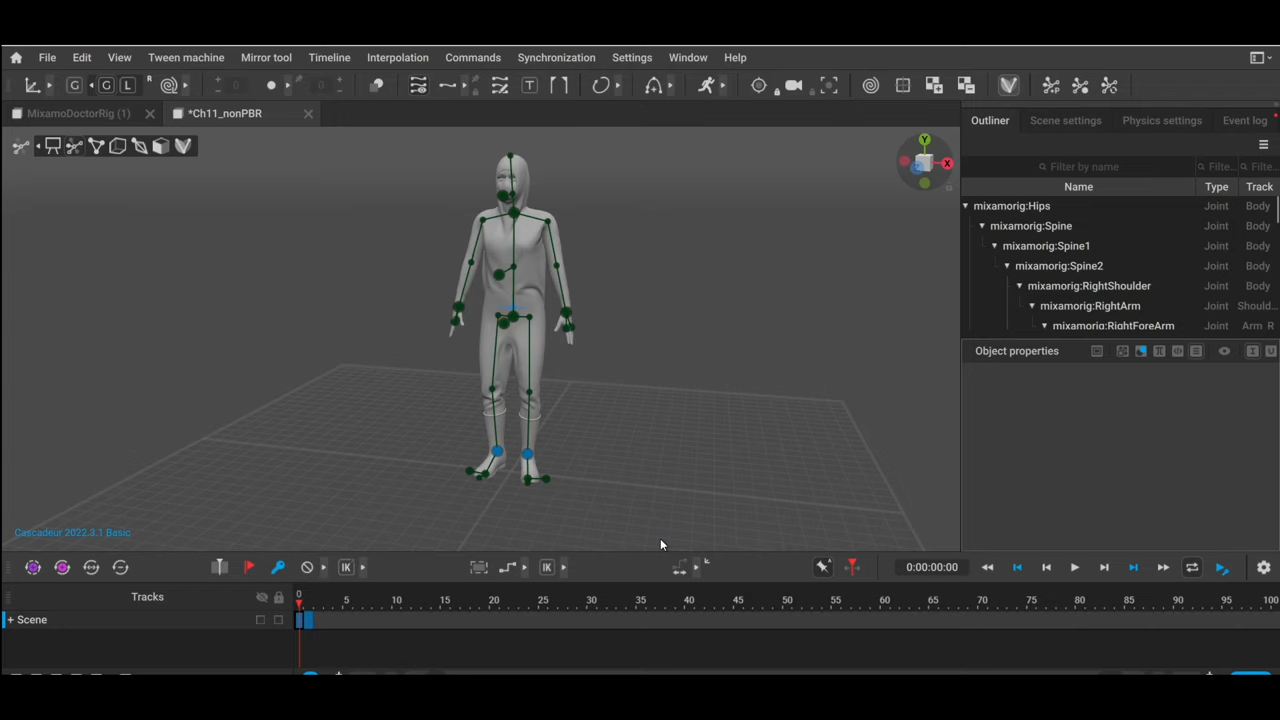 File Edit View Tween machine Mirror tool Timeline Interpolation Commands Synchronization Settings Window Help
G G L R 0 0 T
MixamoDoctorRig (1) *Ch11_nonPBR
Outliner Scene settings Physics settings Event log
Y
X
Filter by name Filte... Filte...
Name Type Track
mixamorig:Hips Joint Body
mixamorig:Spine Joint Body
mixamorig:Spine1 Joint Body
mixamorig:Spine2 Joint Body
mixamorig:RightShoulder Joint Body
mixamorig:RightArm Joint Should...
mixamorig:RightForeArm Joint Arm R
Object properties
Cascadeur 2022.3.1 Basic
IK IK 0:00:00:00
Tracks
0 5 10 15 20 25 30 35 40 45 50 55 60 65 70 75 80 85 90 95 100
+ Scene